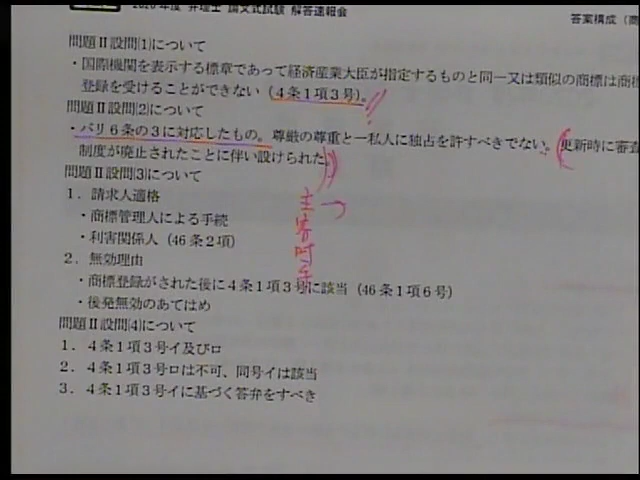 2020年度 弁理士 論文式試験 解答速報会
答案構成（商
問題Ⅱ設問[1]について
・国際機関を表示する標章であって経済産業大臣が指定するものと同一又は類似の商標は商標
登録を受けることができない（４条１項３号）。
問題Ⅱ設問[2]について
・パリ６条の３に対応したもの。尊厳の尊重と一私人に独占を許すべきでない。更新時に審査
制度が廃止されたことに伴い設けられた。
問題Ⅱ設問[3]について
１．請求人適格
・商標管理人による手続
・利害関係人（46条２項）
２．無効理由
・商標登録がされた後に４条１項３号に該当（46条１項６号）
・後発無効のあてはめ
問題Ⅱ設問[4]について
１．４条１項３号イ及びロ
２．４条１項３号ロは不可、同号イは該当
３．４条１項３号イに基づく答弁をすべき
主客時手